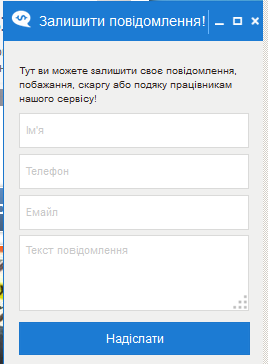 Залишити повідомлення!
Тут ви можете залишити своє повідомлення,
побажання, скаргу або подяку працівникам
нашого сервісу!
Ім'я
Телефон
Емайл
Текст повідомлення
Надіслати